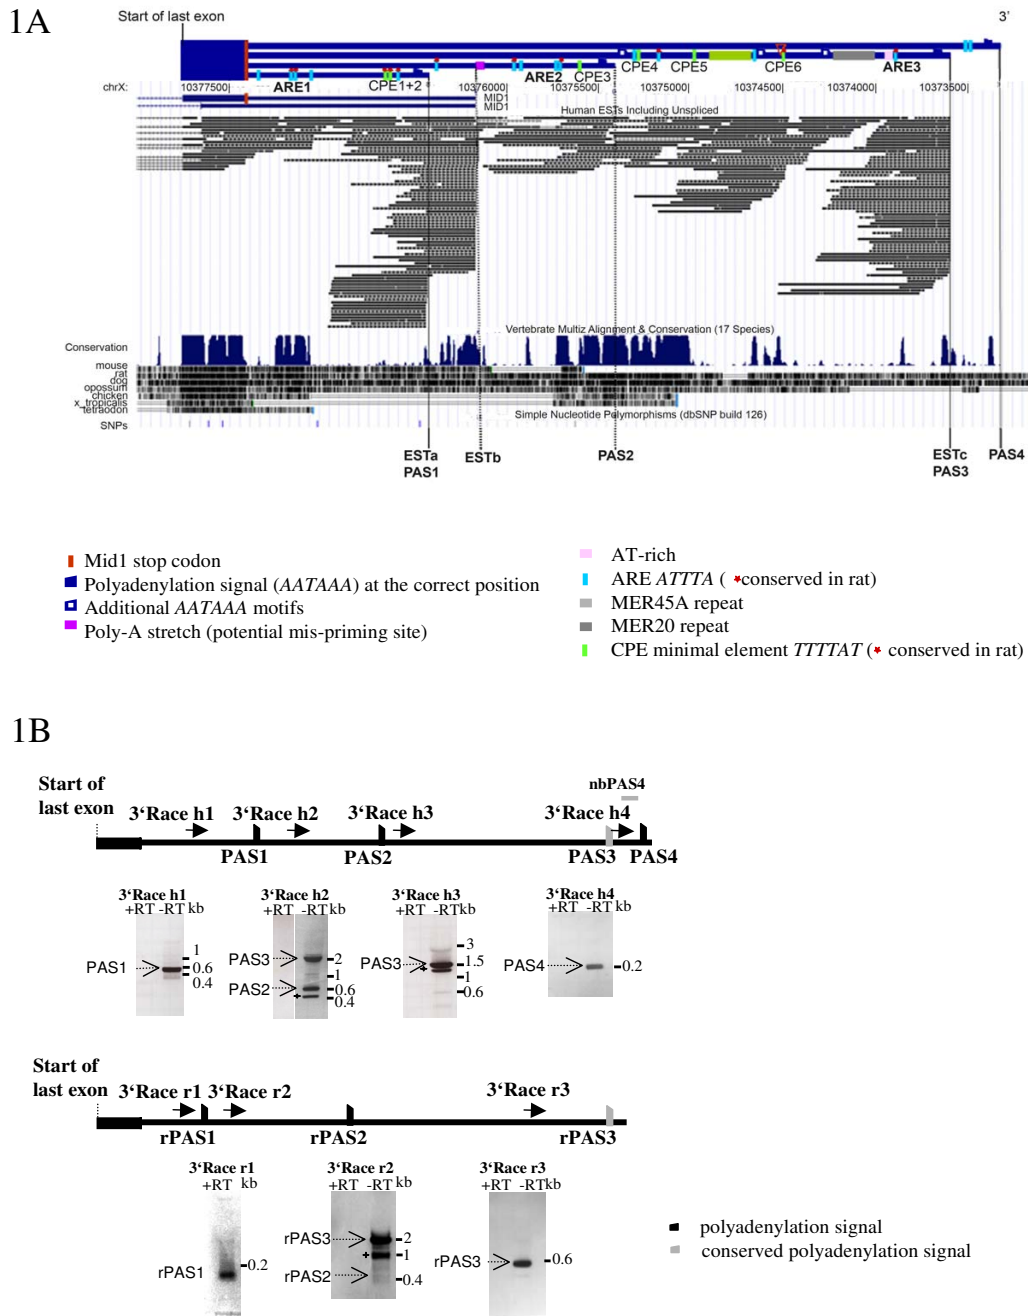 1A
Start of last exon
3'
ARE1
CPE1+2
ARE2
CPE3
CPE4
CPE5
CPE6
ARE3
chrX:
10377500|
10376000|
10375500|
10375000|
10374500|
10374000|
10373500|
MID1
MID1
Human ESTs Including Unspliced
Vertebrate Multiz Alignment & Conservation (17 Species)
Conservation
mouse
rat
dog
opossum
chicken
x_tropicalis
tetraodon
Simple Nucleotide Polymorphisms (dbSNP build 126)
SNPs
ESTa
PAS1
ESTb
PAS2
ESTc
PAS3
PAS4
Mid1 stop codon
Polyadenylation signal (AATAAA) at the correct position
Additional AATAAA motifs
Poly-A stretch (potential mis-priming site)
AT-rich
ARE ATTTA ( *conserved in rat)
MER45A repeat
MER20 repeat
CPE minimal element TTTTAT (* conserved in rat)
1B
Start of
last exon
nbPAS4
3‘Race h1
3‘Race h2
3‘Race h3
3‘Race h4
PAS1
PAS2
PAS3
PAS4
3‘Race h1
+RT -RT kb
PAS1
1
0.6
0.4
3‘Race h2
+RT -RT kb
PAS3
PAS2
+
2
1
0.6
0.4
3‘Race h3
+RT -RT kb
PAS3
+
3
1.5
1
0.6
3‘Race h4
+RT -RT kb
PAS4
0.2
Start of
last exon
3‘Race r1
3‘Race r2
3‘Race r3
rPAS1
rPAS2
rPAS3
3‘Race r1
+RT kb
rPAS1
0.2
3‘Race r2
+RT -RT kb
rPAS3
+
rPAS2
2
1
0.4
3‘Race r3
+RT -RT kb
rPAS3
0.6
polyadenylation signal
conserved polyadenylation signal